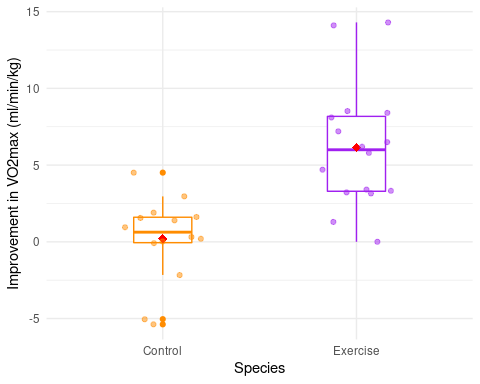 Improvement in VO2max (ml/min/kg)
15
10
5
0
-5
Control
Exercise
Species